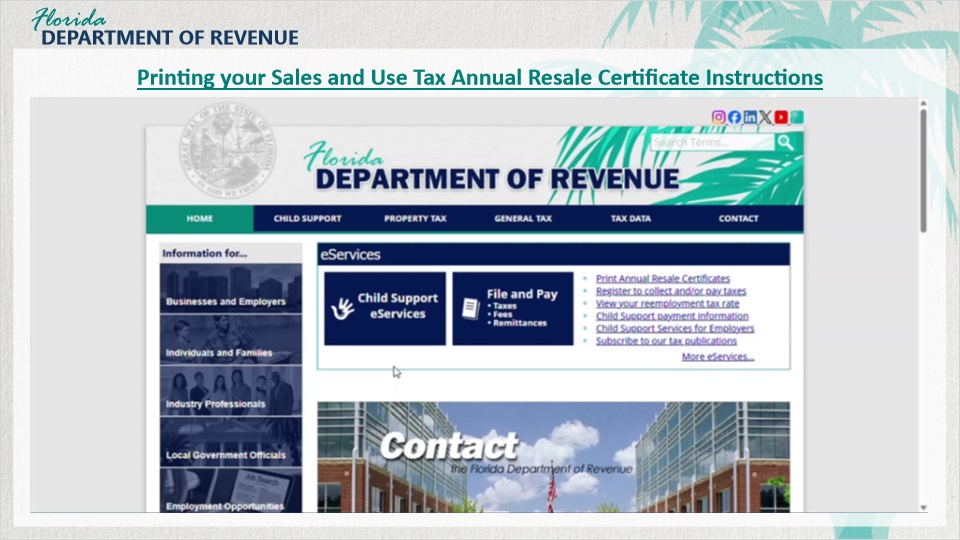 Florida
DEPARTMENT OF REVENUE
Printing your Sales and Use Tax Annual Resale Certificate Instructions
Search Terms...
Florida
DEPARTMENT OF REVENUE
HOME
CHILD SUPPORT
PROPERTY TAX
GENERAL TAX
TAX DATA
CONTACT
Information for...
Businesses and Employers
Individuals and Families
Industry Professionals
Local Government Officials
Job Search
Employment Opportunities
eServices
Child Support
eServices
File and Pay
• Taxes
• Fees
• Remittances
Print Annual Resale Certificates
Register to collect and/or pay taxes
View your reemployment tax rate
Child Support payment information
Child Support Services for Employers
Subscribe to our tax publications
More eServices...
Contact
the Florida Department of Revenue